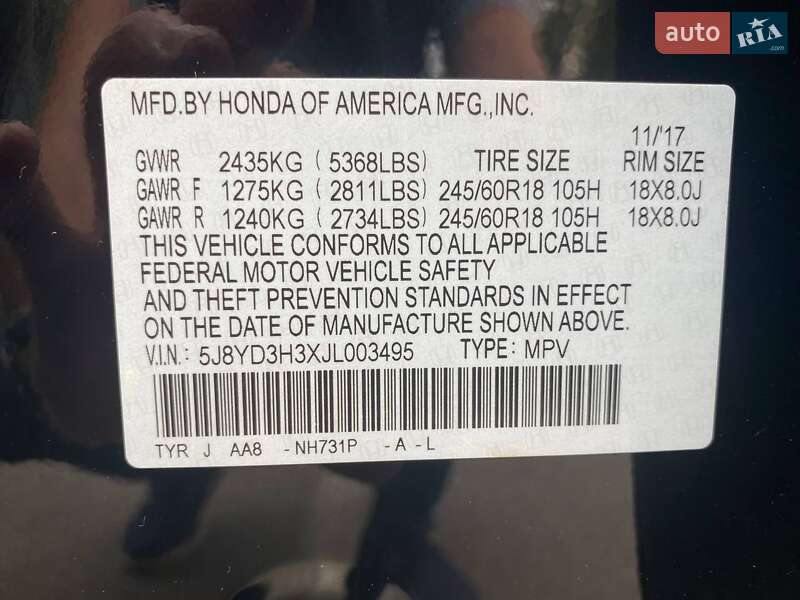 auto RIA.com
MFD.BY HONDA OF AMERICA MFG.,INC.
11/'17
GVWR 2435KG ( 5368LBS) TIRE SIZE RIM SIZE
GAWR F 1275KG ( 2811LBS) 245/60R18 105H 18X8.0J
GAWR R 1240KG ( 2734LBS) 245/60R18 105H 18X8.0J
THIS VEHICLE CONFORMS TO ALL APPLICABLE
FEDERAL MOTOR VEHICLE SAFETY
AND THEFT PREVENTION STANDARDS IN EFFECT
ON THE DATE OF MANUFACTURE SHOWN ABOVE.
V.I.N.: 5J8YD3H3XJL003495 TYPE: MPV
TYR J AA8 -NH731P -A-L